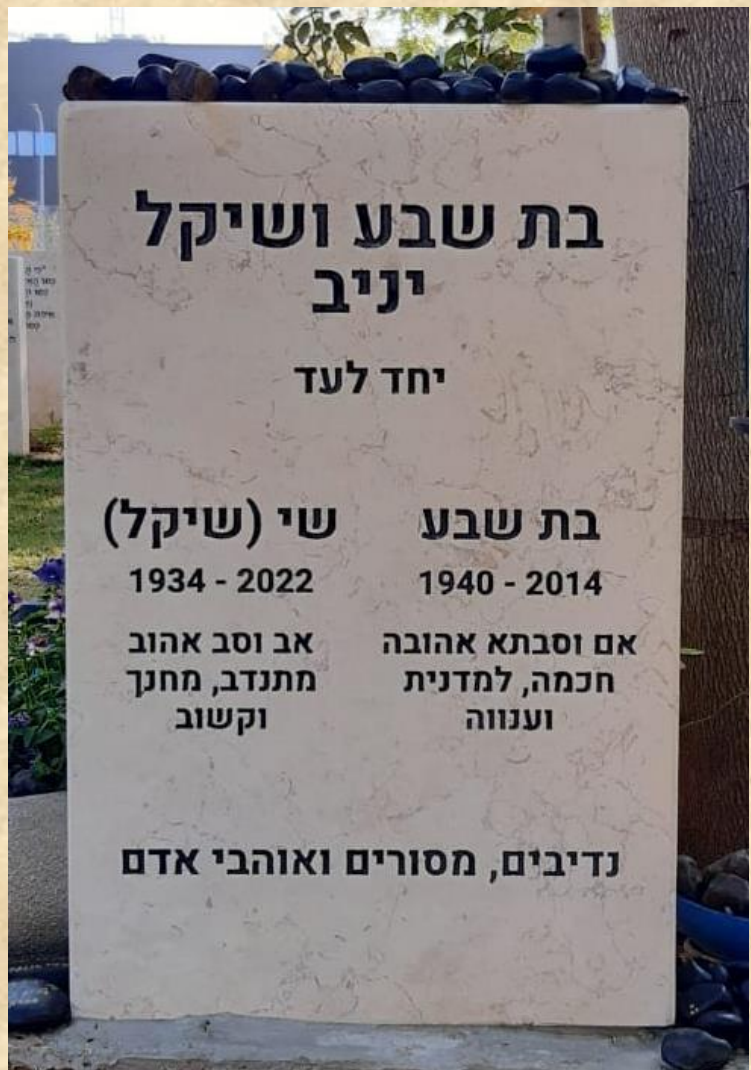 בת שבע ושיקל
יניב
יחד לעד
בת שבע
1940 - 2014
אם וסבתא אהובה
חכמה, למדנית
וענווה
שי (שיקל)
1934 - 2022
אב וסב אהוב
מתנדב, מחנך
וקשוב
נדיבים, מסורים ואוהבי אדם